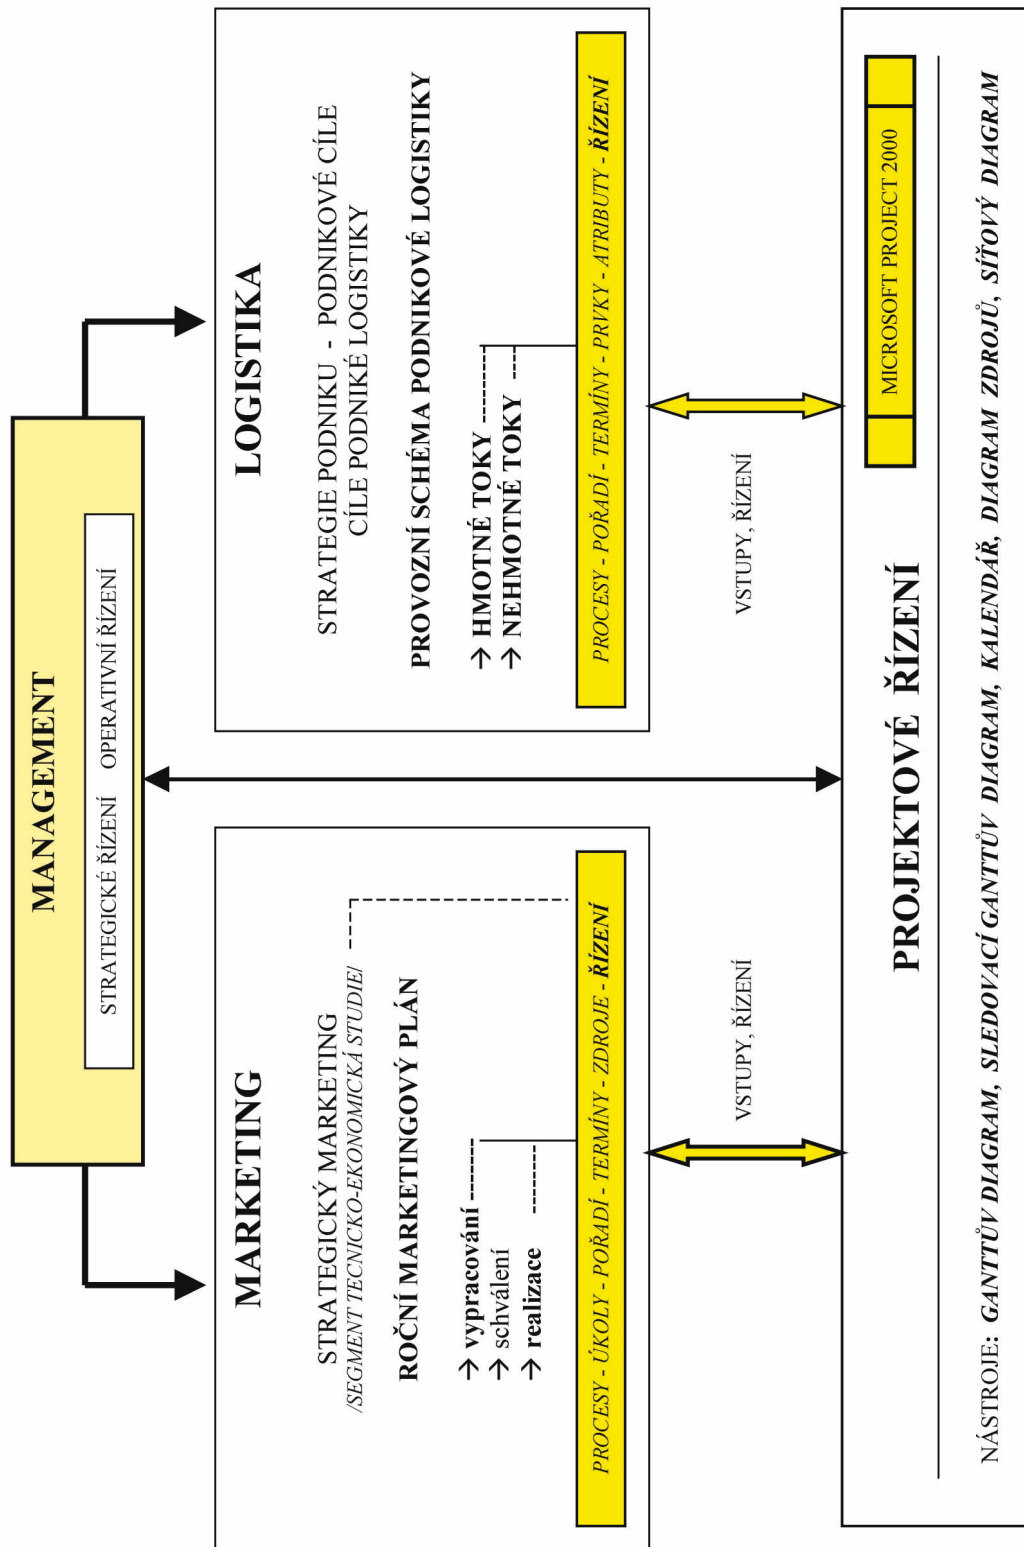 MANAGEMENT
STRATEGICKÉ ŘÍZENÍ OPERATIVNÍ ŘÍZENÍ
MARKETING
STRATEGICKÝ MARKETING
/SEGMENT TECNICKO-EKONOMICKÁ STUDIE/
ROČNÍ MARKETINGOVÝ PLÁN
→ vypracování
→ schválení
→ realizace
PROCESY - ÚKOLY - POŘADÍ - TERMÍNY - ZDROJE - ŘÍZENÍ
LOGISTIKA
STRATEGIE PODNIKU - PODNIKOVÉ CÍLE
CÍLE PODNIKÉ LOGISTIKY
PROVOZNÍ SCHÉMA PODNIKOVÉ LOGISTIKY
→ HMOTNÉ TOKY
→ NEHMOTNÉ TOKY
PROCESY - POŘADÍ - TERMÍNY - PRVKY - ATRIBUTY - ŘÍZENÍ
VSTUPY, ŘÍZENÍ
VSTUPY, ŘÍZENÍ
PROJEKTOVÉ ŘÍZENÍ
MICROSOFT PROJECT 2000
NÁSTROJE: GANTTŮV DIAGRAM, SLEDOVACÍ GANTTŮV DIAGRAM, KALENDÁŘ, DIAGRAM ZDROJŮ, SÍŤOVÝ DIAGRAM